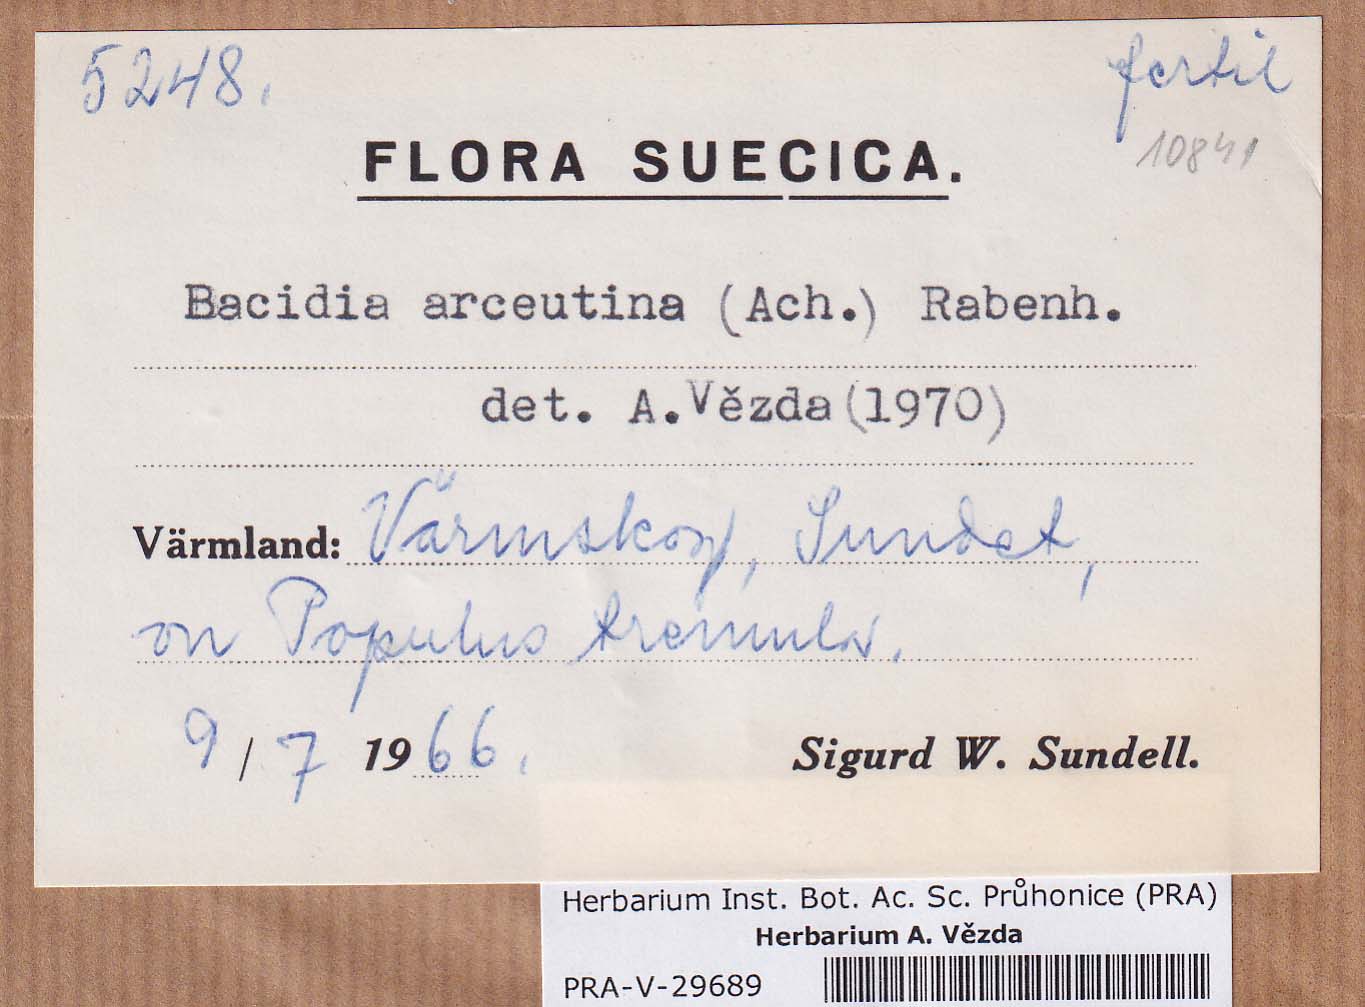 5248.
fertil
10841
FLORA SUECICA.
Bacidia arceutina (Ach.) Rabenh.
det. A.Vězda(1970)
Värmland: Värmskog, Sundet,
on Populus tremula.
9/7 1966. Sigurd W. Sundell.
Herbarium Inst. Bot. Ac. Sc. Průhonice (PRA)
Herbarium A. Vězda
PRA-V-29689